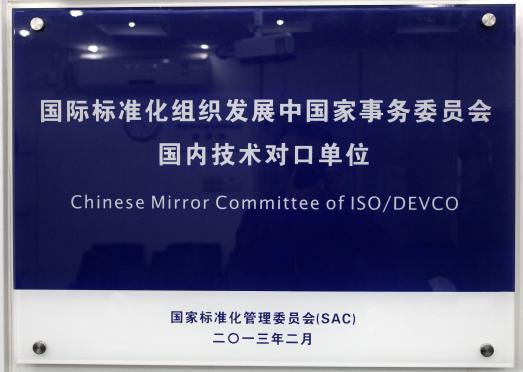 国际标准化组织发展中国家事务委员会
国内技术对口单位
Chinese Mirror Committee of ISO/DEVCO
国家标准化管理委员会(SAC)
二〇一三年二月